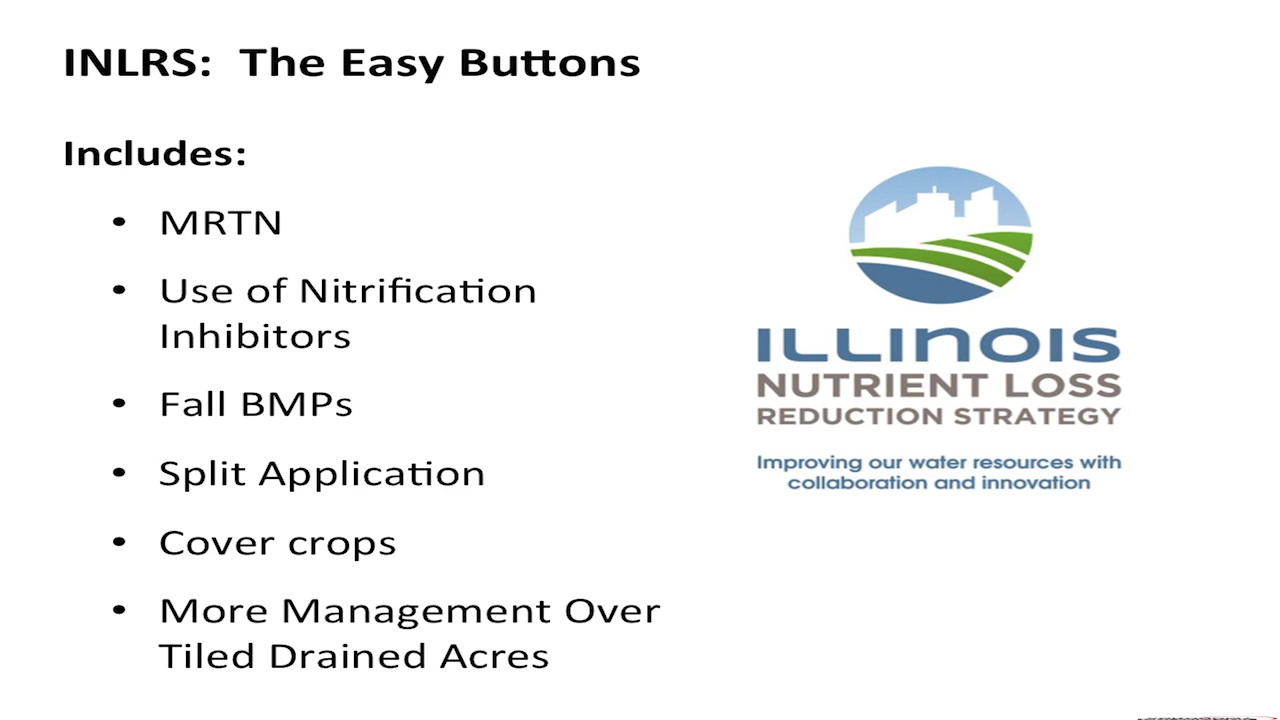 INLRS: The Easy Buttons
Includes:
• MRTN
• Use of Nitrification
Inhibitors
• Fall BMPs
• Split Application
• Cover crops
• More Management Over
Tiled Drained Acres
ILLINOIS
NUTRIENT LOSS
REDUCTION STRATEGY
Improving our water resources with
collaboration and innovation